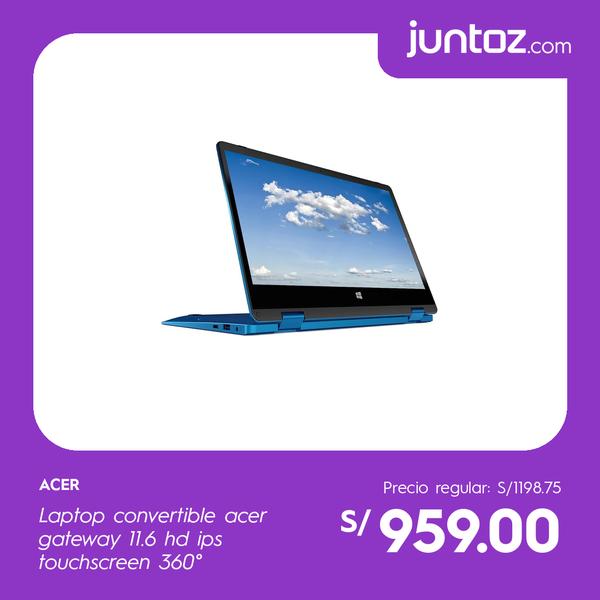 juntoz.com
ACER
Laptop convertible acer
gateway 11.6 hd ips
touchscreen 360°
Precio regular: S/1198.75
S/ 959.00